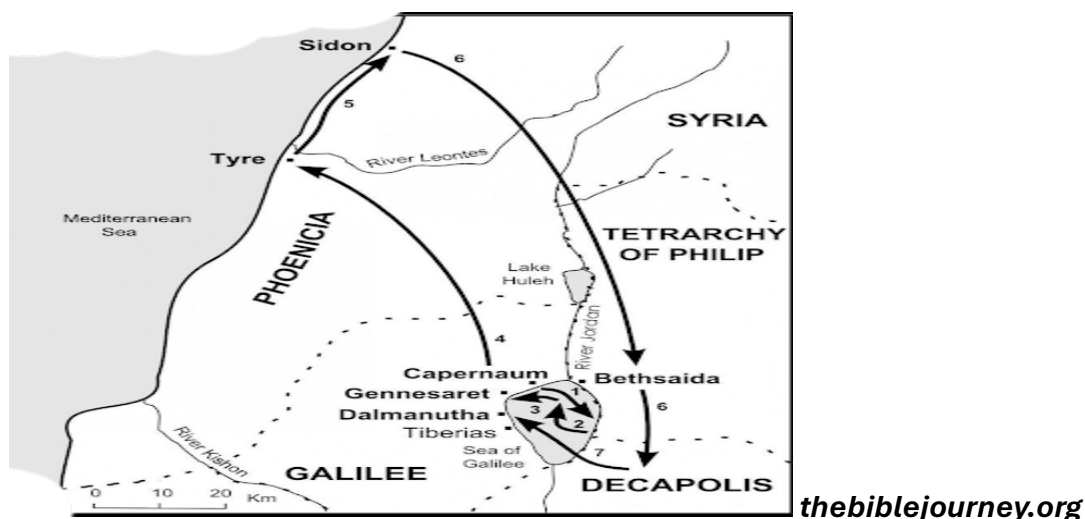 Sidon
6
5
SYRIA
Tyre
River Leontes
Mediterranean
Sea
PHOENICIA
TETRARCHY
OF PHILIP
Lake
Huleh
River Jordan
4
Capernaum
Bethsaida
1
Gennesaret
3
6
Dalmanutha
2
Tiberias
Sea of
Galilee
7
River Kishon
GALILEE
DECAPOLIS
0 10 20 Km
thebiblejourney.org